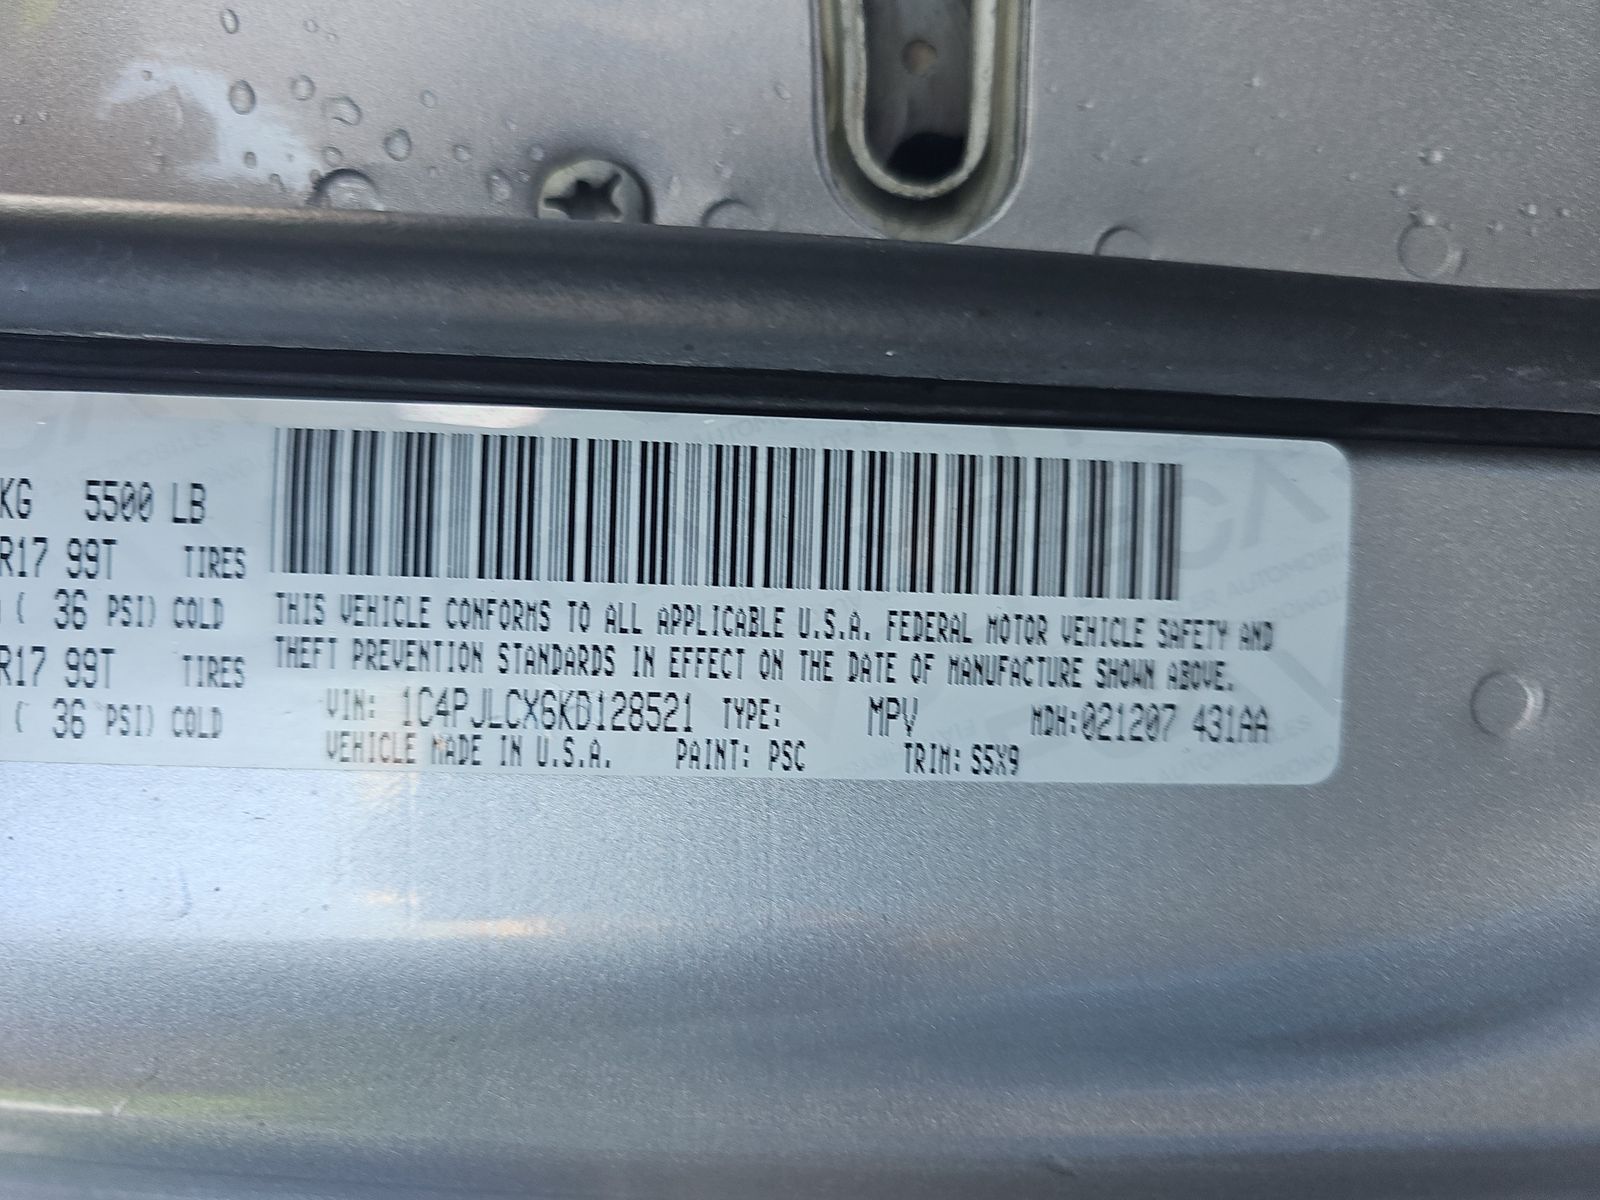 KG 5500 LB
R17 99T TIRES
( 36 PSI) COLD
R17 99T TIRES
( 36 PSI) COLD
THIS VEHICLE CONFORMS TO ALL APPLICABLE U.S.A. FEDERAL MOTOR VEHICLE SAFETY AND
THEFT PREVENTION STANDARDS IN EFFECT ON THE DATE OF MANUFACTURE SHOWN ABOVE.
VIN: 1C4PJLCX6KD128521 TYPE: MPV MDH:021207 431AA
VEHICLE MADE IN U.S.A. PAINT: PSC TRIM: S5X9